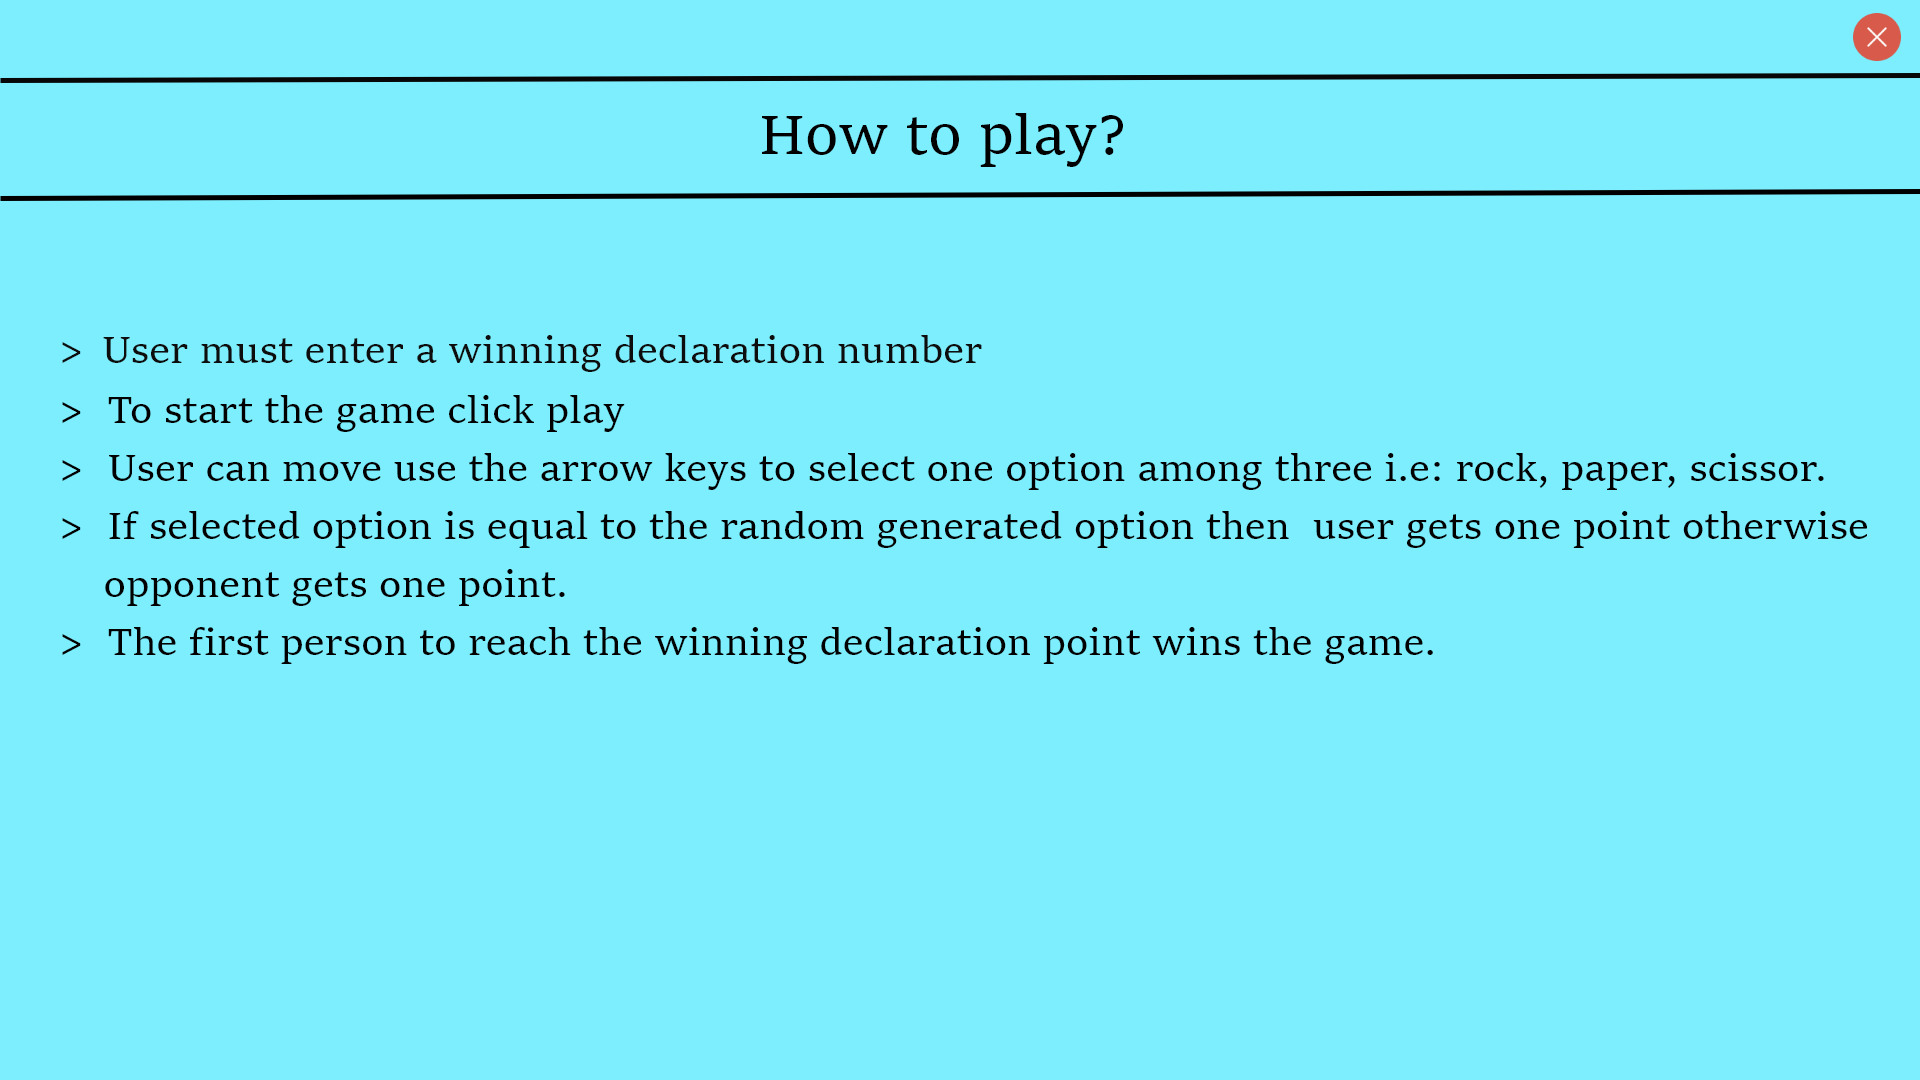 How to play?
> User must enter a winning declaration number
> To start the game click play
> User can move use the arrow keys to select one option among three i.e: rock, paper, scissor.
> If selected option is equal to the random generated option then  user gets one point otherwise
opponent gets one point.
> The first person to reach the winning declaration point wins the game.